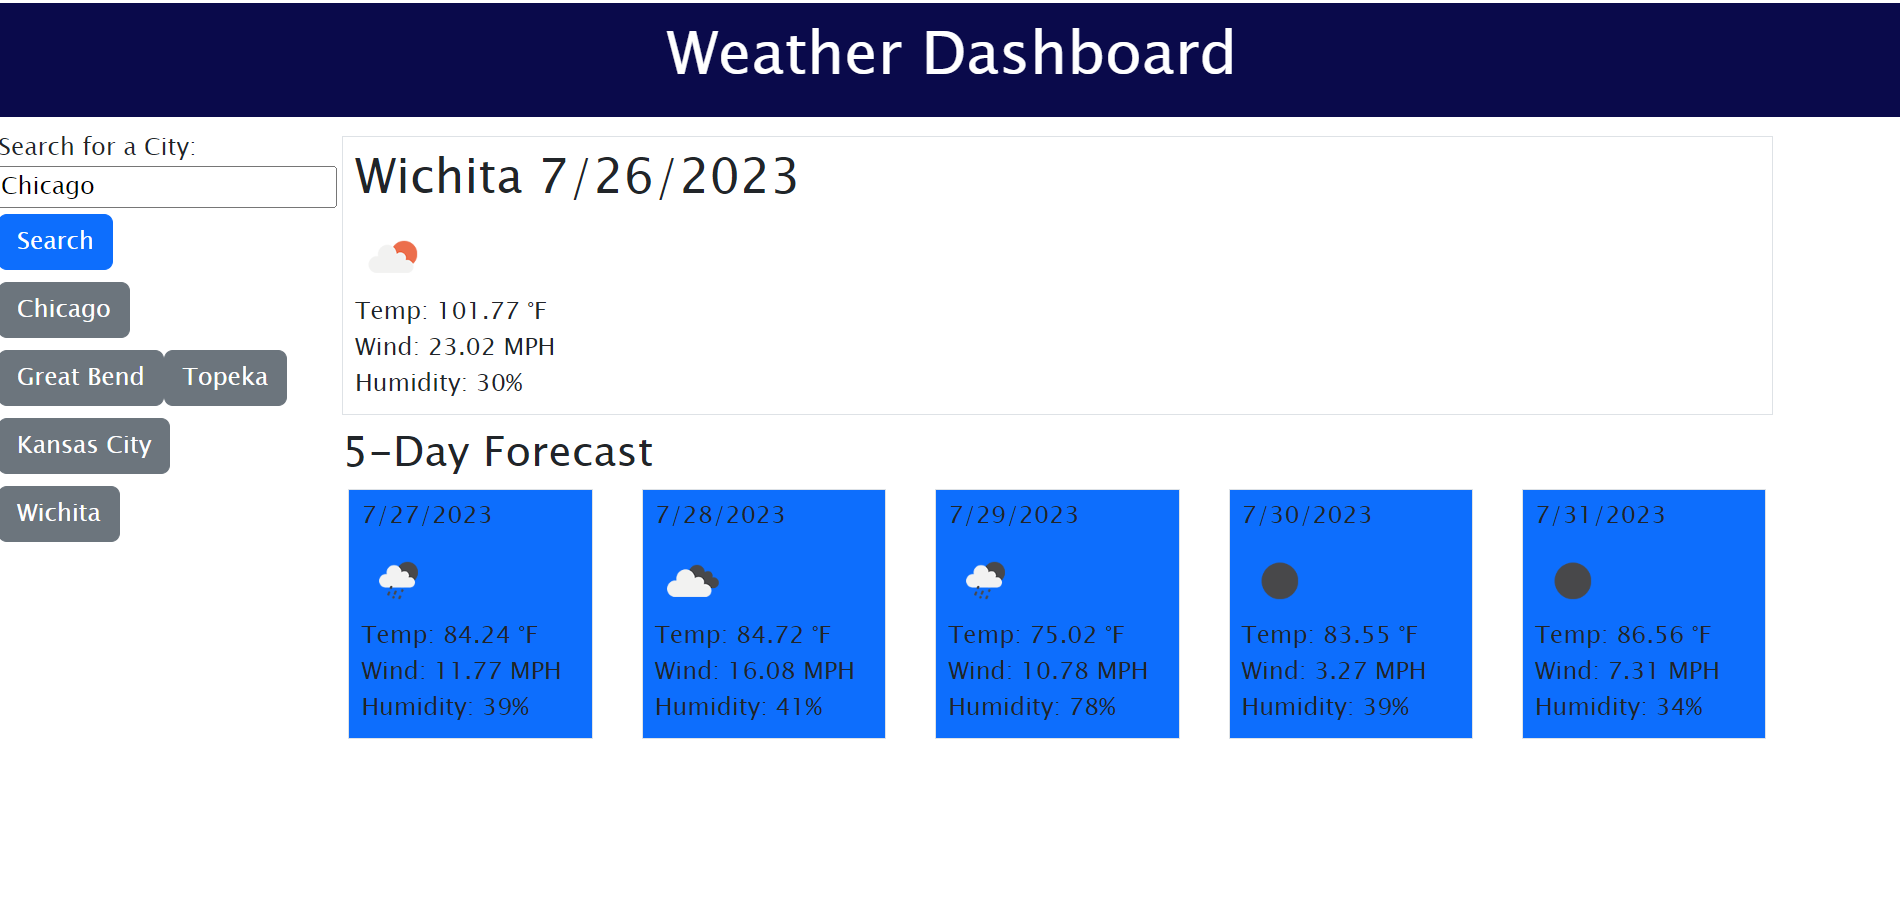 Weather Dashboard
Search for a City:
Chicago
Search
Chicago
Great Bend Topeka
Kansas City
Wichita
Wichita 7/26/2023
Temp: 101.77 °F
Wind: 23.02 MPH
Humidity: 30%
5-Day Forecast
7/27/2023
Temp: 84.24 °F
Wind: 11.77 MPH
Humidity: 39%
7/28/2023
Temp: 84.72 °F
Wind: 16.08 MPH
Humidity: 41%
7/29/2023
Temp: 75.02 °F
Wind: 10.78 MPH
Humidity: 78%
7/30/2023
Temp: 83.55 °F
Wind: 3.27 MPH
Humidity: 39%
7/31/2023
Temp: 86.56 °F
Wind: 7.31 MPH
Humidity: 34%